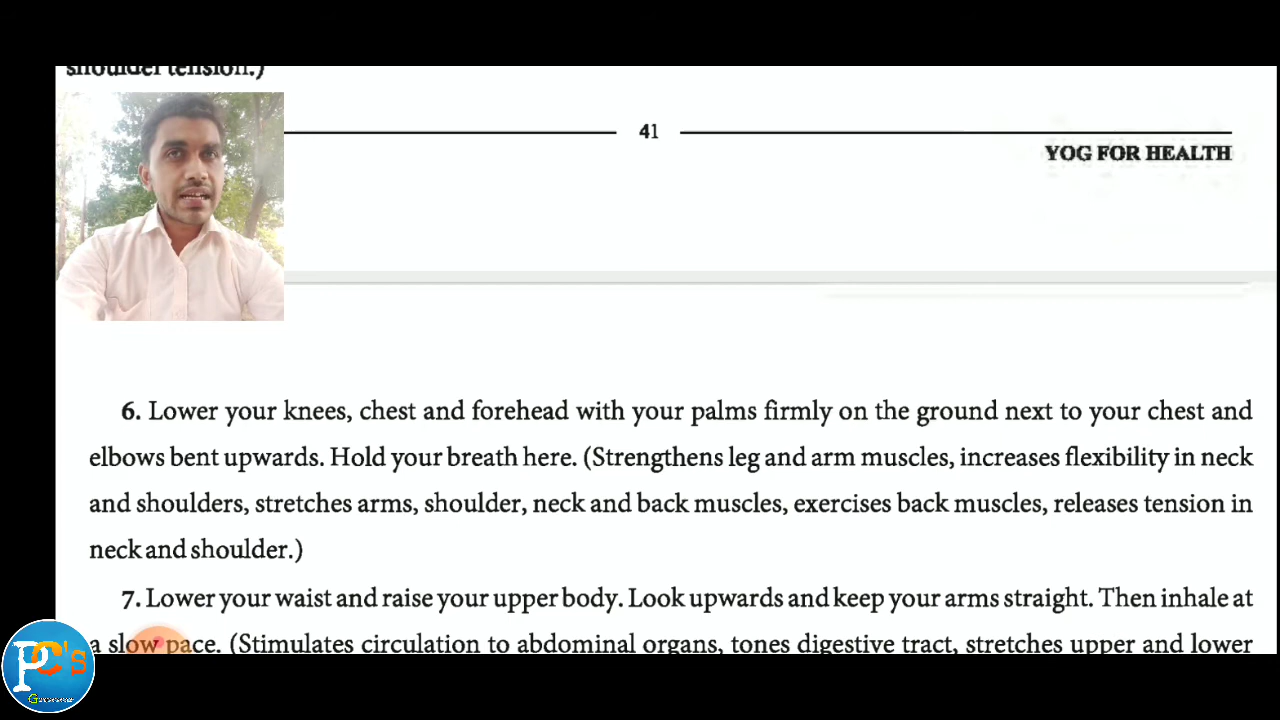 shoulder tension.)
41
YOG FOR HEALTH
6. Lower your knees, chest and forehead with your palms firmly on the ground next to your chest and
elbows bent upwards. Hold your breath here. (Strengthens leg and arm muscles, increases flexibility in neck
and shoulders, stretches arms, shoulder, neck and back muscles, exercises back muscles, releases tension in
neck and shoulder.)
7. Lower your waist and raise your upper body. Look upwards and keep your arms straight. Then inhale at
a slow pace. (Stimulates circulation to abdominal organs, tones digestive tract, stretches upper and lower
PC's